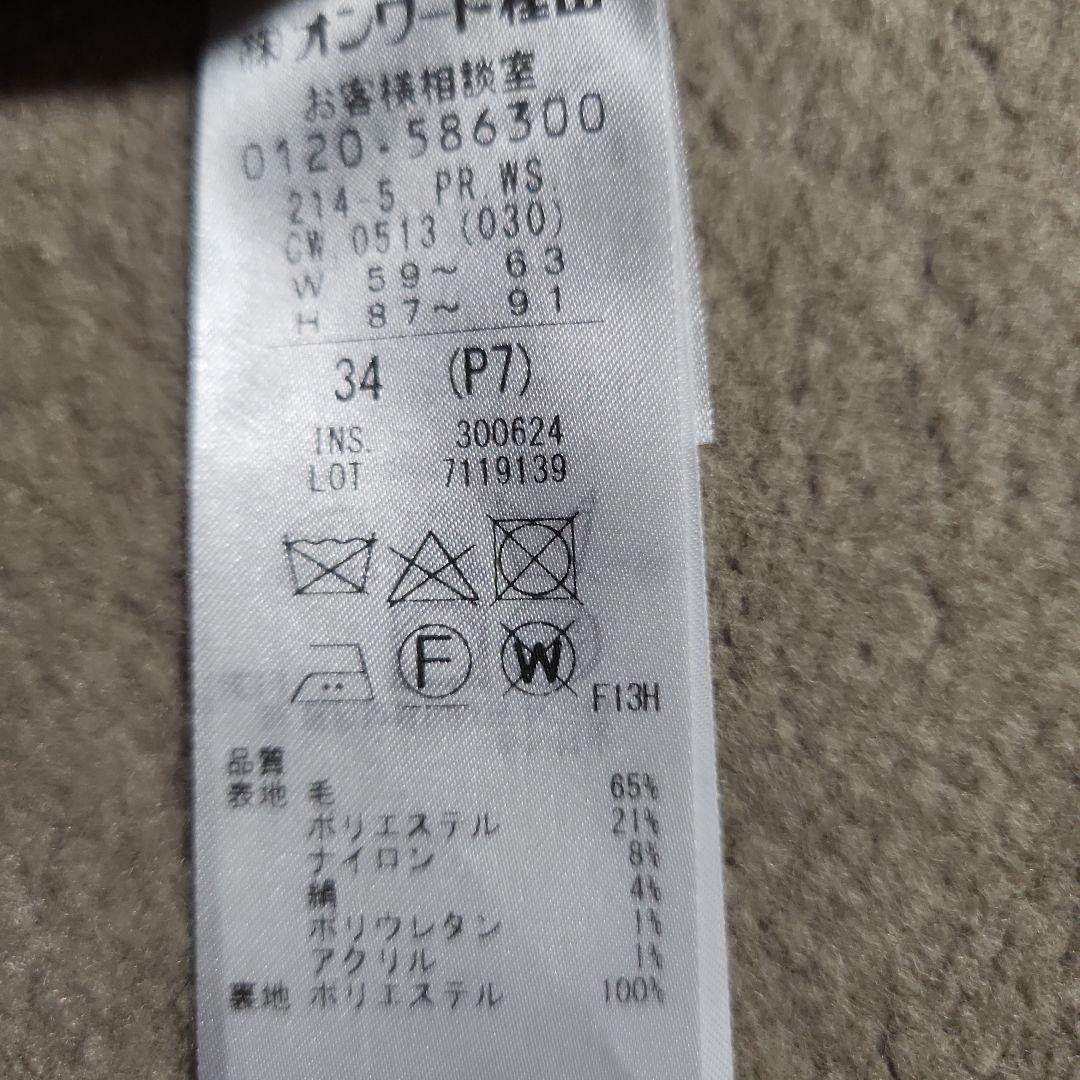 ㈱オンワード樫山
お客様相談室
0120・586300
214-5 PR.WS.
CW 0513 (030)
W 59～ 63
H 87～ 91
34 (P7)
INS. 300624
LOT 7119139
F W F13H
品質
表地 毛 65%
ポリエステル 21%
ナイロン 8%
絹 4%
ポリウレタン 1%
アクリル 1%
裏地 ポリエステル 100%